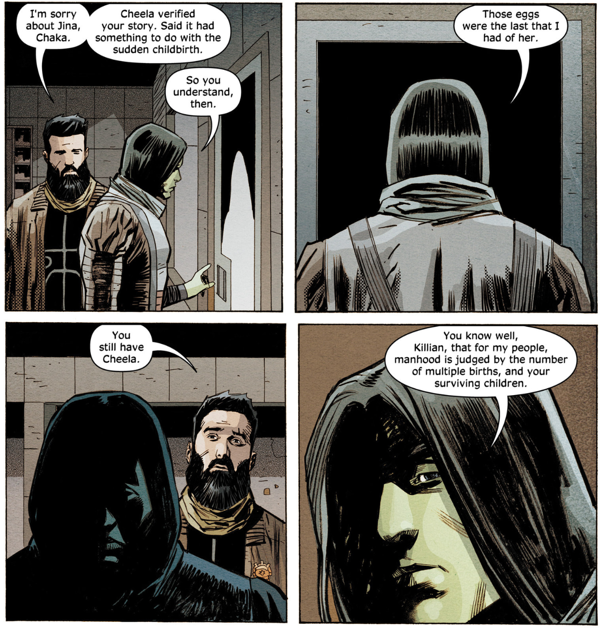 I'm sorry
about Jina,
Chaka.
Cheela verified
your story. Said it had
something to do with the
sudden childbirth.
So you
understand,
then.
Those eggs
were the last that I
had of her.
You
still have
Cheela.
You know well,
Killian, that for my people,
manhood is judged by the number
of multiple births, and your
surviving children.